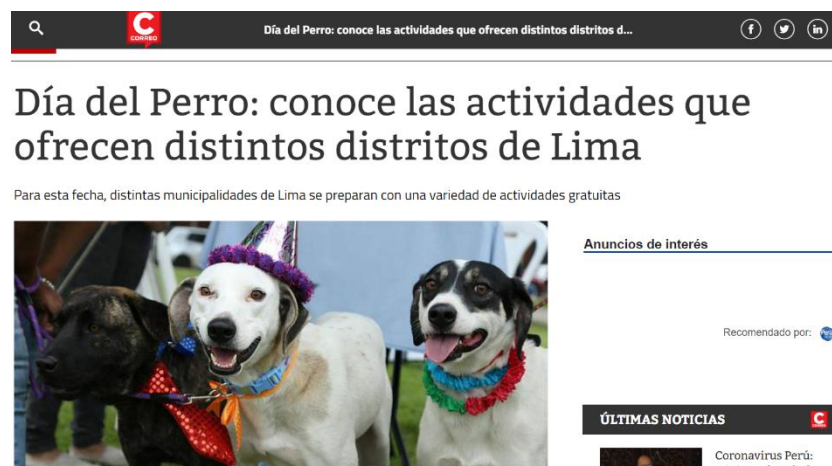 CORREO
Día del Perro: conoce las actividades que ofrecen distintos distritos d...
Día del Perro: conoce las actividades que
ofrecen distintos distritos de Lima
Para esta fecha, distintas municipalidades de Lima se preparan con una variedad de actividades gratuitas
Anuncios de interés
Recomendado por:
ÚLTIMAS NOTICIAS
Coronavirus Perú: